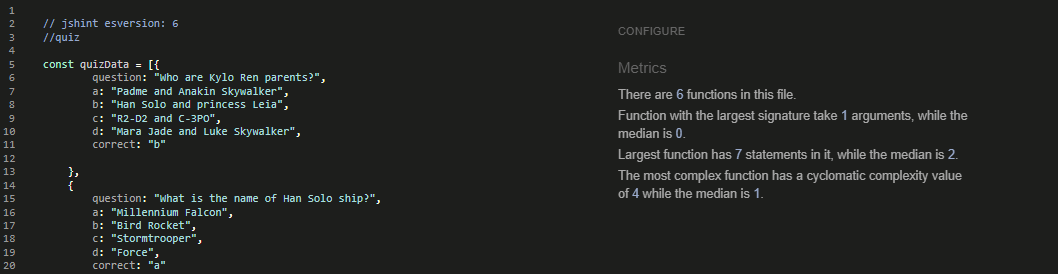 1
2 // jshint esversion: 6
3 //quiz
4
5 const quizData = [{
6 question: "Who are Kylo Ren parents?",
7 a: "Padme and Anakin Skywalker",
8 b: "Han Solo and princess Leia",
9 c: "R2-D2 and C-3PO",
10 d: "Mara Jade and Luke Skywalker",
11 correct: "b"
12
13 },
14 {
15 question: "What is the name of Han Solo ship?",
16 a: "Millennium Falcon",
17 b: "Bird Rocket",
18 c: "Stormtrooper",
19 d: "Force",
20 correct: "a"
CONFIGURE
Metrics
There are 6 functions in this file.
Function with the largest signature take 1 arguments, while the
median is 0.
Largest function has 7 statements in it, while the median is 2.
The most complex function has a cyclomatic complexity value
of 4 while the median is 1.